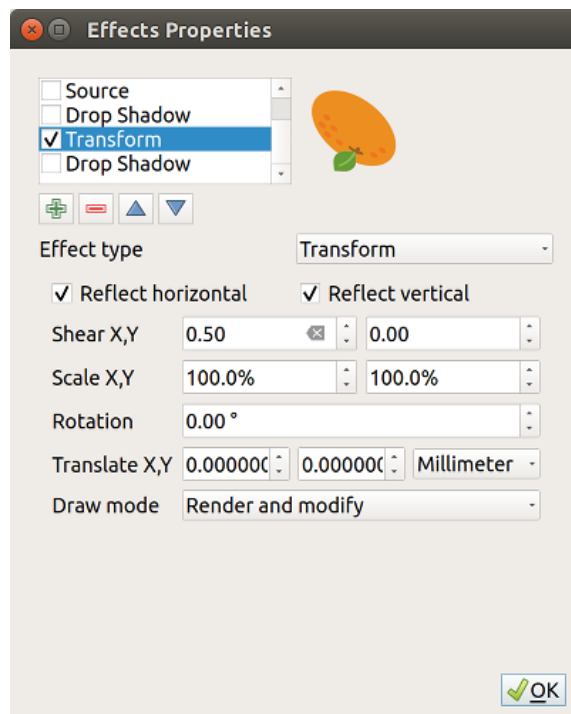 Effects Properties
Source
Drop Shadow
Transform
Drop Shadow
Effect type Transform
Reflect horizontal Reflect vertical
Shear X,Y 0.50 0.00
Scale X,Y 100.0% 100.0%
Rotation 0.00 °
Translate X,Y 0.000000 0.000000 Millimeter
Draw mode Render and modify
OK